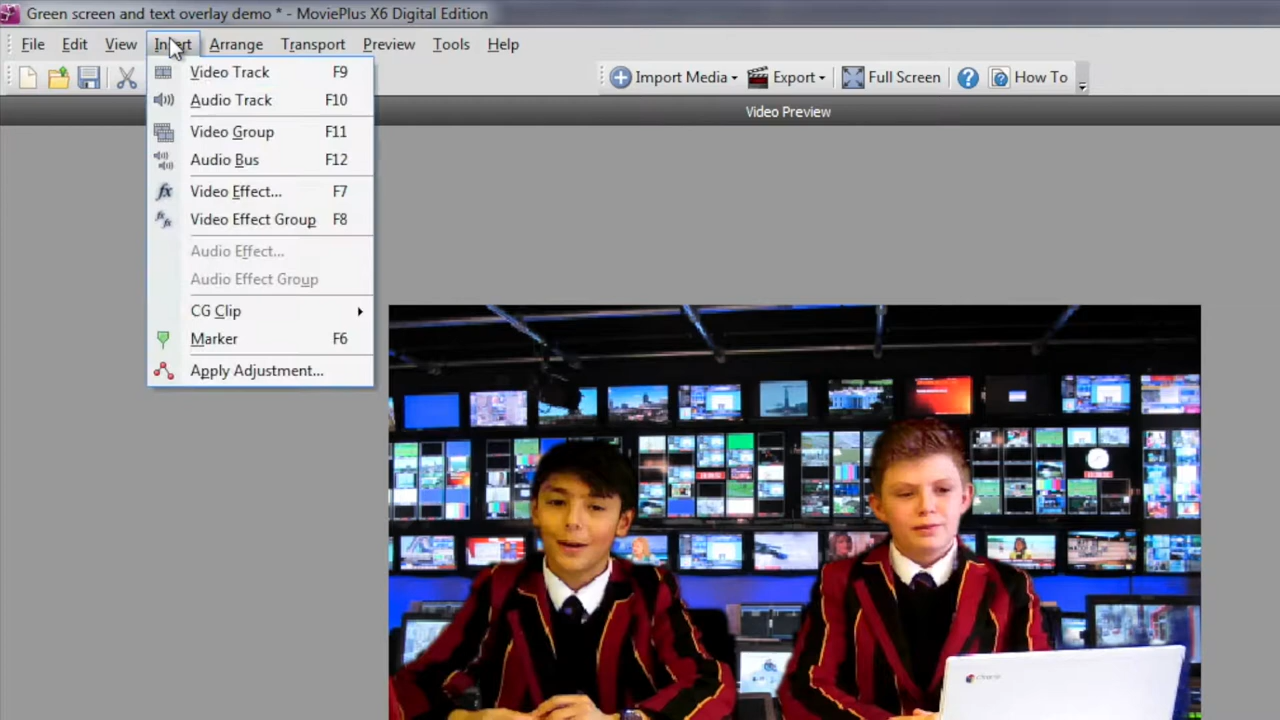 Green screen and text overlay demo * - MoviePlus X6 Digital Edition
File Edit View Insert Arrange Transport Preview Tools Help
Import Media Export Full Screen How To
Video Preview
Video Track F9
Audio Track F10
Video Group F11
Audio Bus F12
Video Effect... F7
Video Effect Group F8
Audio Effect...
Audio Effect Group
CG Clip
Marker F6
Apply Adjustment...